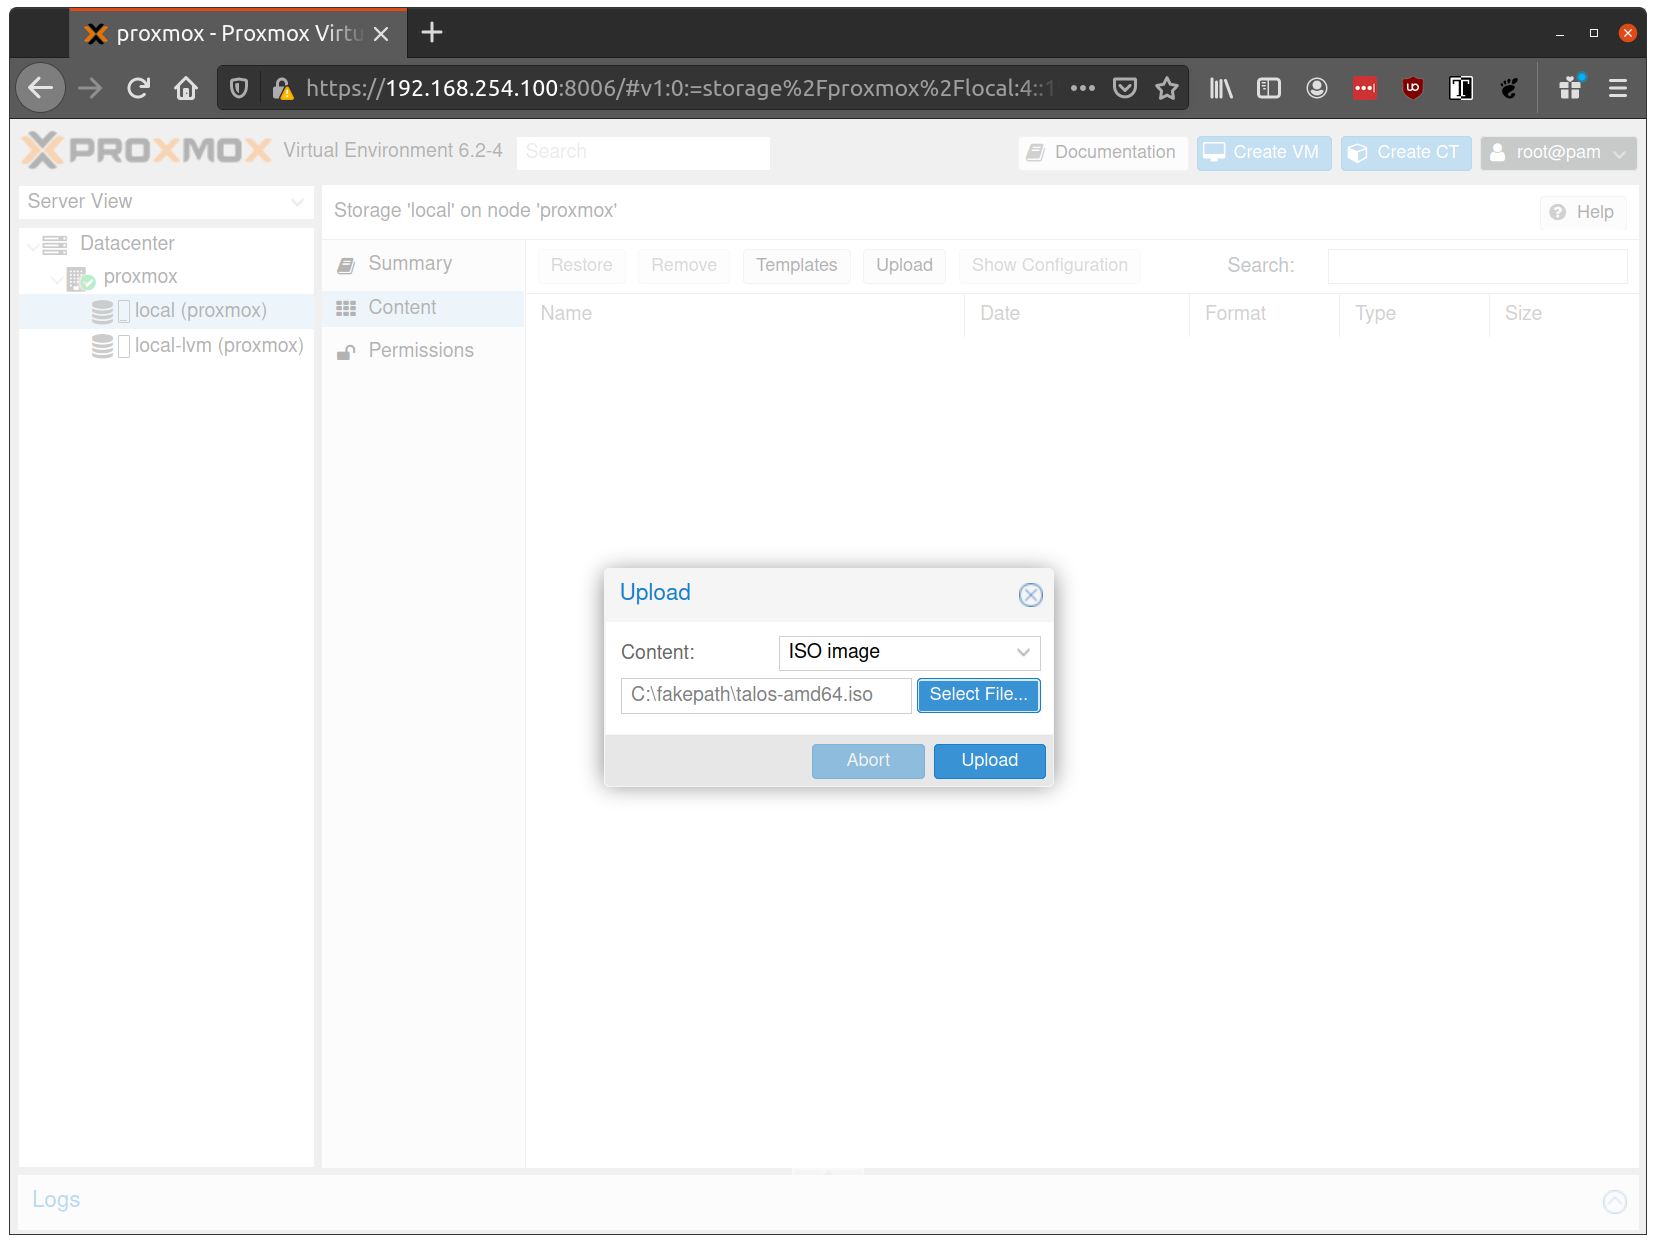 proxmox - Proxmox Virtu
https://192.168.254.100:8006/#v1:0:=storage%2Fproxmox%2Flocal:4::1
PROXMOX Virtual Environment 6.2-4 Search Documentation Create VM Create CT root@pam
Server View
Storage 'local' on node 'proxmox' Help
Datacenter
proxmox
local (proxmox)
local-lvm (proxmox)
Summary
Content
Permissions
Restore Remove Templates Upload Show Configuration Search:
Name Date Format Type Size
Upload
Content: ISO image
C:\fakepath\talos-amd64.iso Select File...
Abort Upload
Logs